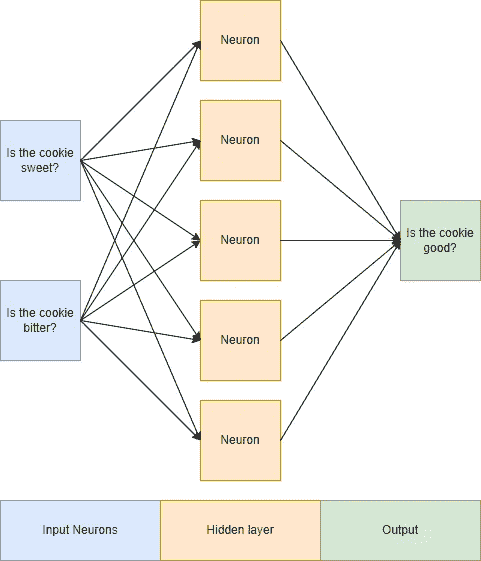 Neuron
Neuron
Is the cookie
sweet?
Neuron
Is the cookie
good?
Is the cookie
bitter?
Neuron
Neuron
Input Neurons
Hidden layer
Output